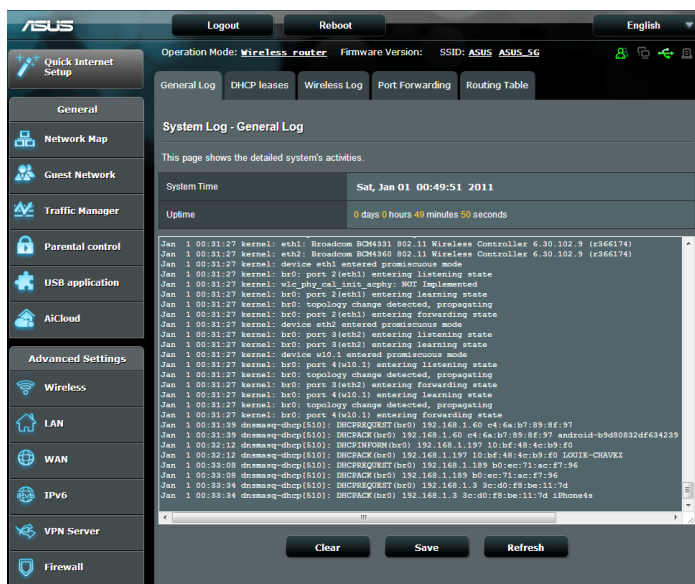 ASUS
Logout
Reboot
English
Operation Mode: Wireless router Firmware Version: SSID: ASUS ASUS_5G
Quick Internet Setup
General
Network Map
Guest Network
Traffic Manager
Parental control
USB application
AiCloud
Advanced Settings
Wireless
LAN
WAN
IPv6
VPN Server
Firewall
General Log
DHCP leases
Wireless Log
Port Forwarding
Routing Table
System Log - General Log
This page shows the detailed system's activities.
System Time
Sat, Jan 01 00:49:51 2011
Uptime
0 days 0 hours 49 minutes 50 seconds
Jan 1 00:31:27 kernel: eth1: Broadcom BCM4331 802.11 Wireless Controller 6.30.102.9 (r366174)
Jan 1 00:31:27 kernel: eth2: Broadcom BCM4360 802.11 Wireless Controller 6.30.102.9 (r366174)
Jan 1 00:31:27 kernel: device eth1 entered promiscuous mode
Jan 1 00:31:27 kernel: br0: port 2(eth1) entering listening state
Jan 1 00:31:27 kernel: wlc_phy_cal_init_acphy: NOT Implemented
Jan 1 00:31:27 kernel: br0: port 2(eth1) entering learning state
Jan 1 00:31:27 kernel: br0: topology change detected, propagating
Jan 1 00:31:27 kernel: br0: port 2(eth1) entering forwarding state
Jan 1 00:31:27 kernel: device eth2 entered promiscuous mode
Jan 1 00:31:27 kernel: br0: port 3(eth2) entering listening state
Jan 1 00:31:27 kernel: br0: port 3(eth2) entering learning state
Jan 1 00:31:27 kernel: device wl0.1 entered promiscuous mode
Jan 1 00:31:27 kernel: br0: port 4(wl0.1) entering listening state
Jan 1 00:31:27 kernel: br0: topology change detected, propagating
Jan 1 00:31:27 kernel: br0: port 3(eth2) entering forwarding state
Jan 1 00:31:27 kernel: br0: port 4(wl0.1) entering learning state
Jan 1 00:31:27 kernel: br0: topology change detected, propagating
Jan 1 00:31:27 kernel: br0: port 4(wl0.1) entering forwarding state
Jan 1 00:31:39 dnsmasq-dhcp[510]: DHCPREQUEST(br0) 192.168.1.60 c4:6a:b7:89:8f:97
Jan 1 00:31:39 dnsmasq-dhcp[510]: DHCPACK(br0) 192.168.1.60 c4:6a:b7:89:8f:97 android-b9d80832df634239
Jan 1 00:32:12 dnsmasq-dhcp[510]: DHCPINFORM(br0) 192.168.1.197 10:bf:48:4c:b9:f0
Jan 1 00:32:12 dnsmasq-dhcp[510]: DHCPACK(br0) 192.168.1.197 10:bf:48:4c:b9:f0 LOUIE-CHAVEZ
Jan 1 00:33:08 dnsmasq-dhcp[510]: DHCPREQUEST(br0) 192.168.1.189 b0:ec:71:ac:f7:96
Jan 1 00:33:08 dnsmasq-dhcp[510]: DHCPACK(br0) 192.168.1.189 b0:ec:71:ac:f7:96
Jan 1 00:33:34 dnsmasq-dhcp[510]: DHCPREQUEST(br0) 192.168.1.3 3c:d0:f8:be:11:7d
Jan 1 00:33:34 dnsmasq-dhcp[510]: DHCPACK(br0) 192.168.1.3 3c:d0:f8:be:11:7d iPhone4s
Clear
Save
Refresh